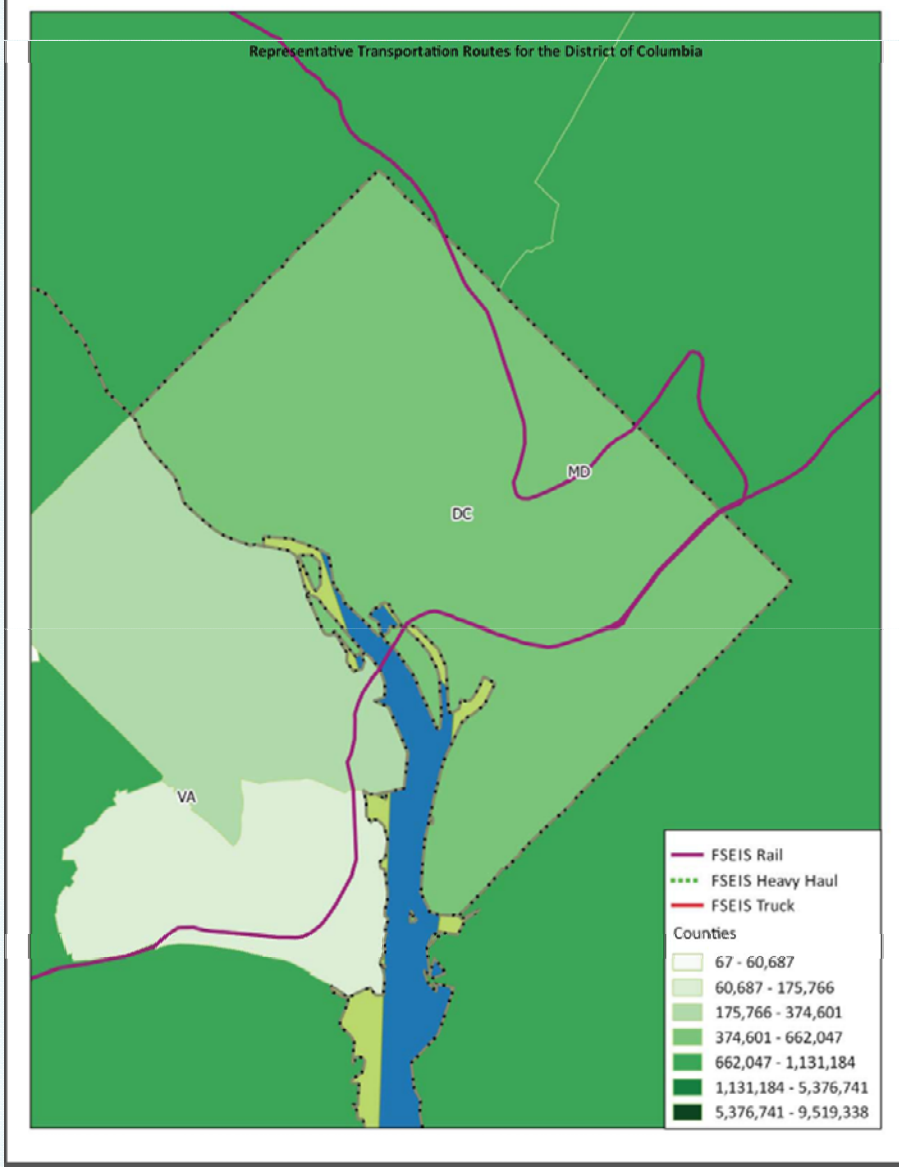 Representative Transportation Routes for the District of Columbia
MD
DC
VA
FSEIS Rail
FSEIS Heavy Haul
FSEIS Truck
Counties
67 - 60,687
60,687 - 175,766
175,766 - 374,601
374,601 - 662,047
662,047 - 1,131,184
1,131,184 - 5,376,741
5,376,741 - 9,519,338